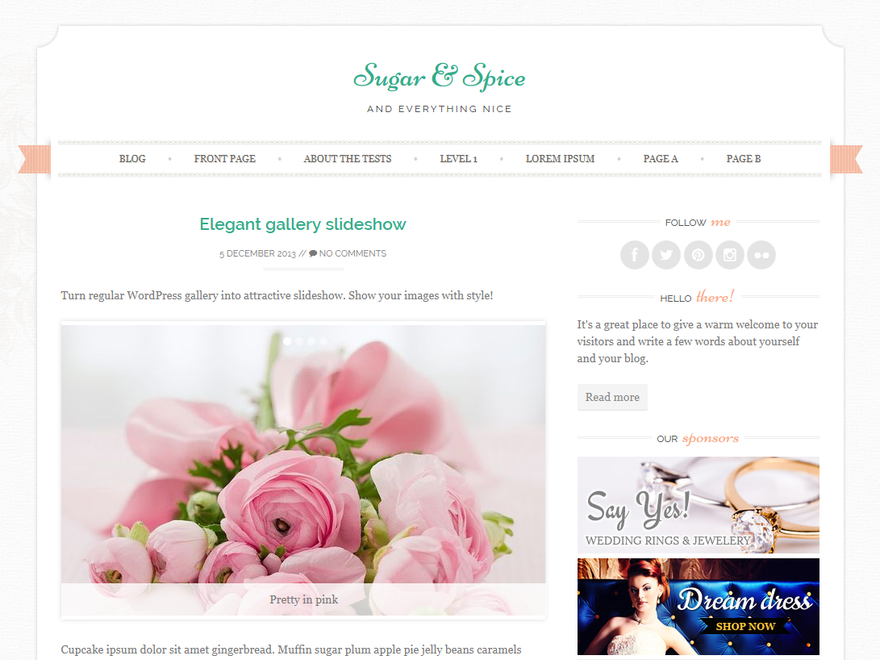 Sugar & Spice
AND EVERYTHING NICE
BLOG
FRONT PAGE
ABOUT THE TESTS
LEVEL 1
LOREM IPSUM
PAGE A
PAGE B
Elegant gallery slideshow
5 DECEMBER 2013 // NO COMMENTS
Turn regular WordPress gallery into attractive slideshow. Show your images with style!
Pretty in pink
Cupcake ipsum dolor sit amet gingerbread. Muffin sugar plum apple pie jelly beans caramels
FOLLOW me
HELLO there!
It's a great place to give a warm welcome to your
visitors and write a few words about yourself
and your blog.
Read more
OUR sponsors
Say Yes!
WEDDING RINGS & JEWELERY
Dream dress
SHOP NOW